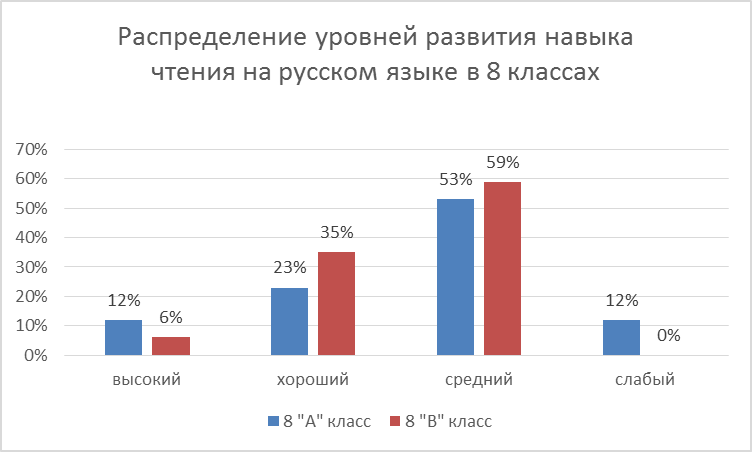 Распределение уровней развития навыка
чтения на русском языке в 8 классах
70%
60%
50%
40%
30%
20%
10%
0%
12%
6%
23%
35%
53%
59%
12%
0%
высокий
хороший
средний
слабый
8 "А" класс
8 "В" класс